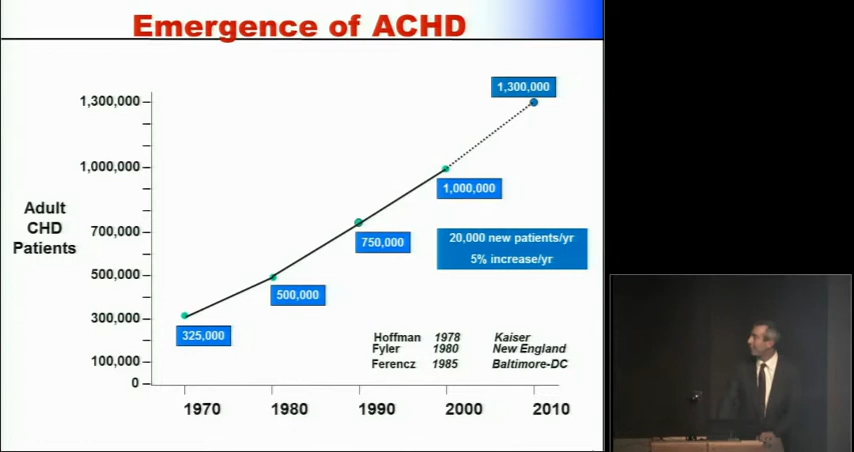 Emergence of ACHD
1,300,000
1,300,000
1,000,000
1,000,000
Adult
CHD
Patients
700,000
750,000
20,000 new patients/yr
5% increase/yr
500,000
500,000
300,000
325,000
Hoffman 1978 Kaiser
Fyler 1980 New England
Ferencz 1985 Baltimore-DC
100,000
0
1970 1980 1990 2000 2010